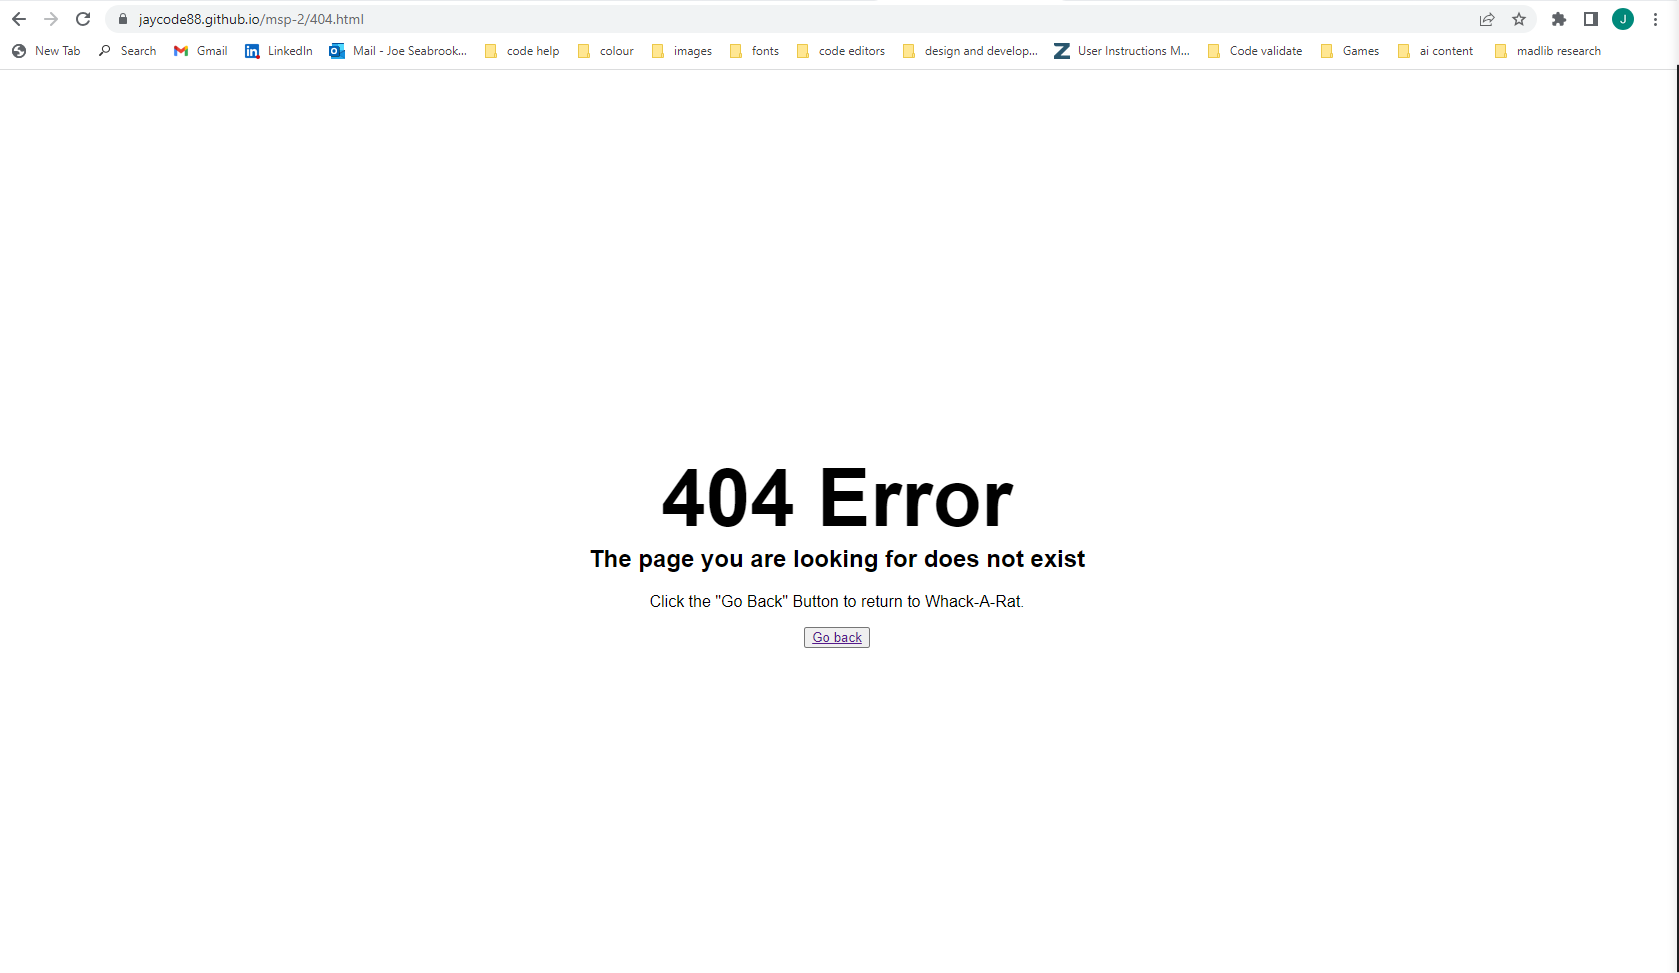 jaycode88.github.io/msp-2/404.html
J
New Tab Search Gmail LinkedIn Mail - Joe Seabrook... code help colour images fonts code editors design and develop... User Instructions M... Code validate Games ai content madlib research
404 Error
The page you are looking for does not exist
Click the "Go Back" Button to return to Whack-A-Rat.
Go back